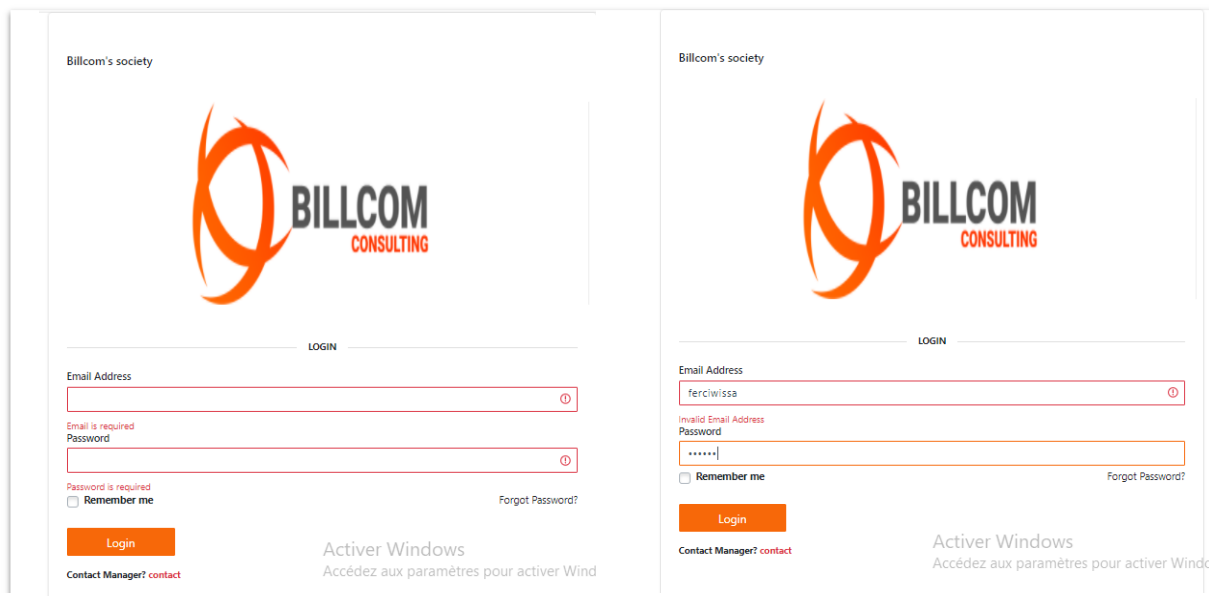 Billcom's society
BILLCOM
CONSULTING
LOGIN
Email Address
Email is required
Password
Password is required
Remember me
Forgot Password?
Login
Activer Windows
Accédez aux paramètres pour activer Wind
Contact Manager? contact
Billcom's society
BILLCOM
CONSULTING
LOGIN
Email Address
ferciwissa
Invalid Email Address
Password
••••••
Remember me
Forgot Password?
Login
Activer Windows
Accédez aux paramètres pour activer Windo
Contact Manager? contact